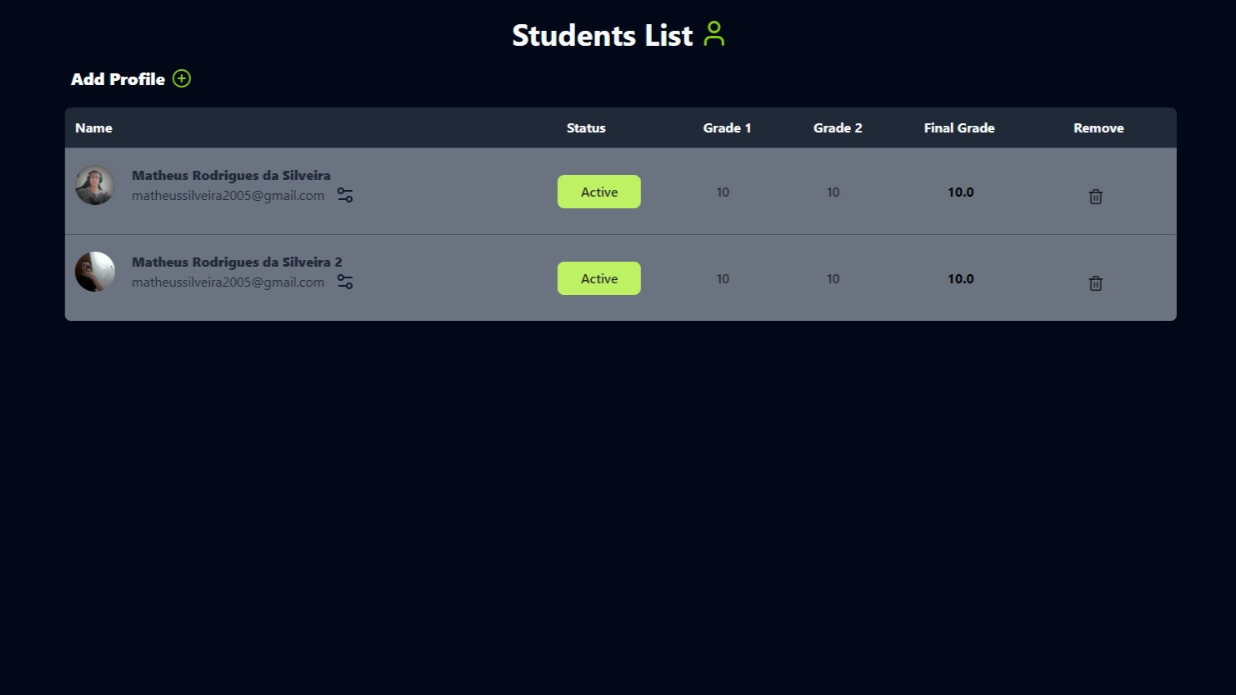 Students List
Add Profile
Name Status Grade 1 Grade 2 Final Grade Remove
Matheus Rodrigues da Silveira
matheussilveira2005@gmail.com
Active 10 10 10.0
Matheus Rodrigues da Silveira 2
matheussilveira2005@gmail.com
Active 10 10 10.0